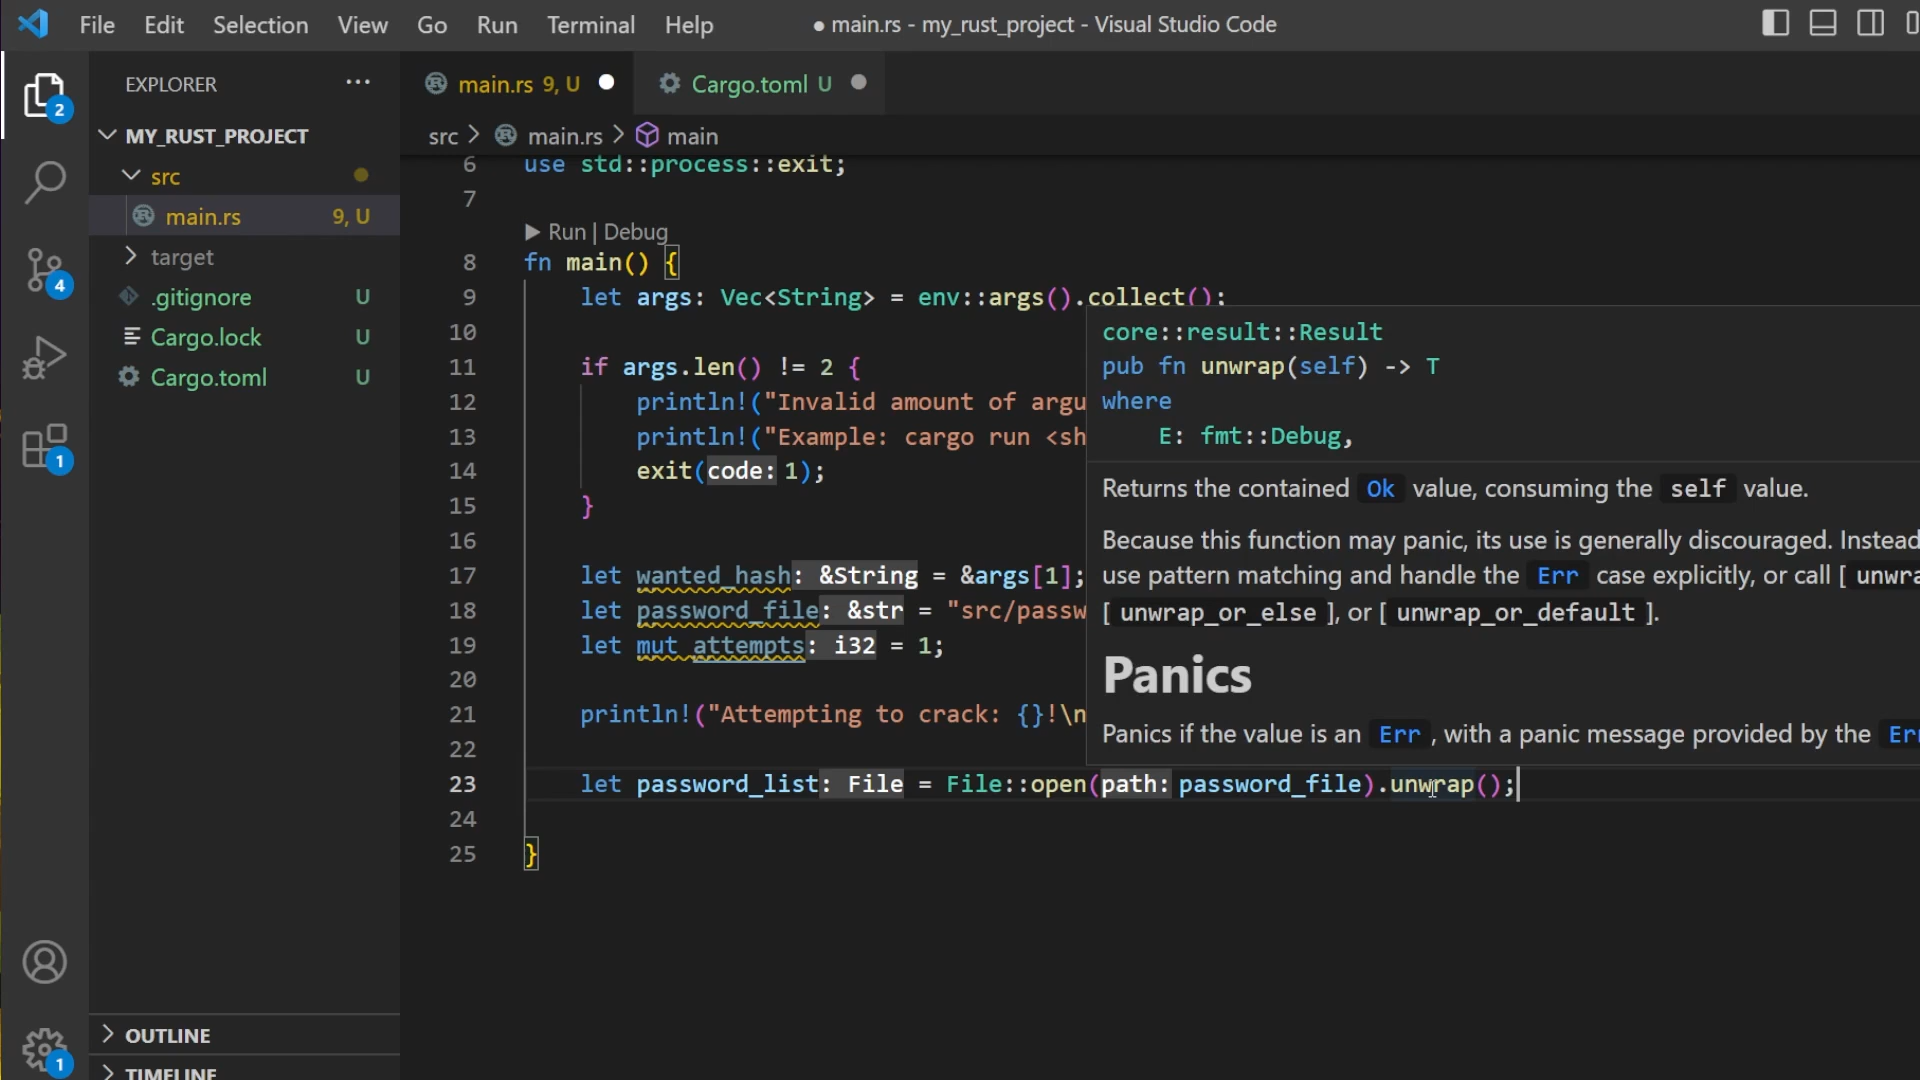 File Edit Selection View Go Run Terminal Help ● main.rs - my_rust_project - Visual Studio Code
EXPLORER ···
main.rs 9, U
Cargo.toml U
2
MY_RUST_PROJECT
src > main.rs > main
src
main.rs 9, U
target
.gitignore U
Cargo.lock U
Cargo.toml U
4
1
6 use std::process::exit;
7
Run | Debug
8 fn main() {
9 let args: Vec<String> = env::args().collect();
10
11 if args.len() != 2 {
12 println!("Invalid amount of argu
13 println!("Example: cargo run <sh
14 exit(code: 1);
15 }
16
17 let wanted_hash: &String = &args[1];
18 let password_file: &str = "src/passw
19 let mut attempts: i32 = 1;
20
21 println!("Attempting to crack: {}!\n
22
23 let password_list: File = File::open(path: password_file).unwrap();
24
25 }
core::result::Result
pub fn unwrap(self) -> T
where
E: fmt::Debug,
Returns the contained Ok value, consuming the self value.
Because this function may panic, its use is generally discouraged. Instead
use pattern matching and handle the Err case explicitly, or call [ unwra
[ unwrap_or_else ], or [ unwrap_or_default ].
Panics
Panics if the value is an Err , with a panic message provided by the Err
OUTLINE
1
TIMELINE